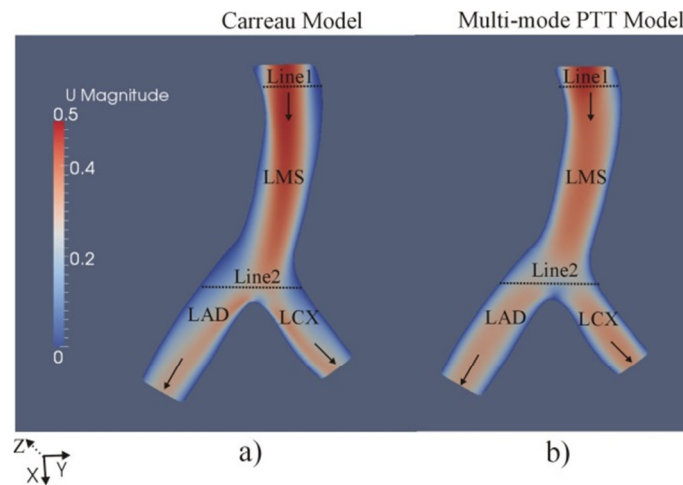 Carreau Model
Multi-mode PTT Model
U Magnitude
0.5
0.4
0.2
0
Line1
LMS
Line2
LAD
LCX
Line1
LMS
Line2
LAD
LCX
Z
X
Y
a)
b)